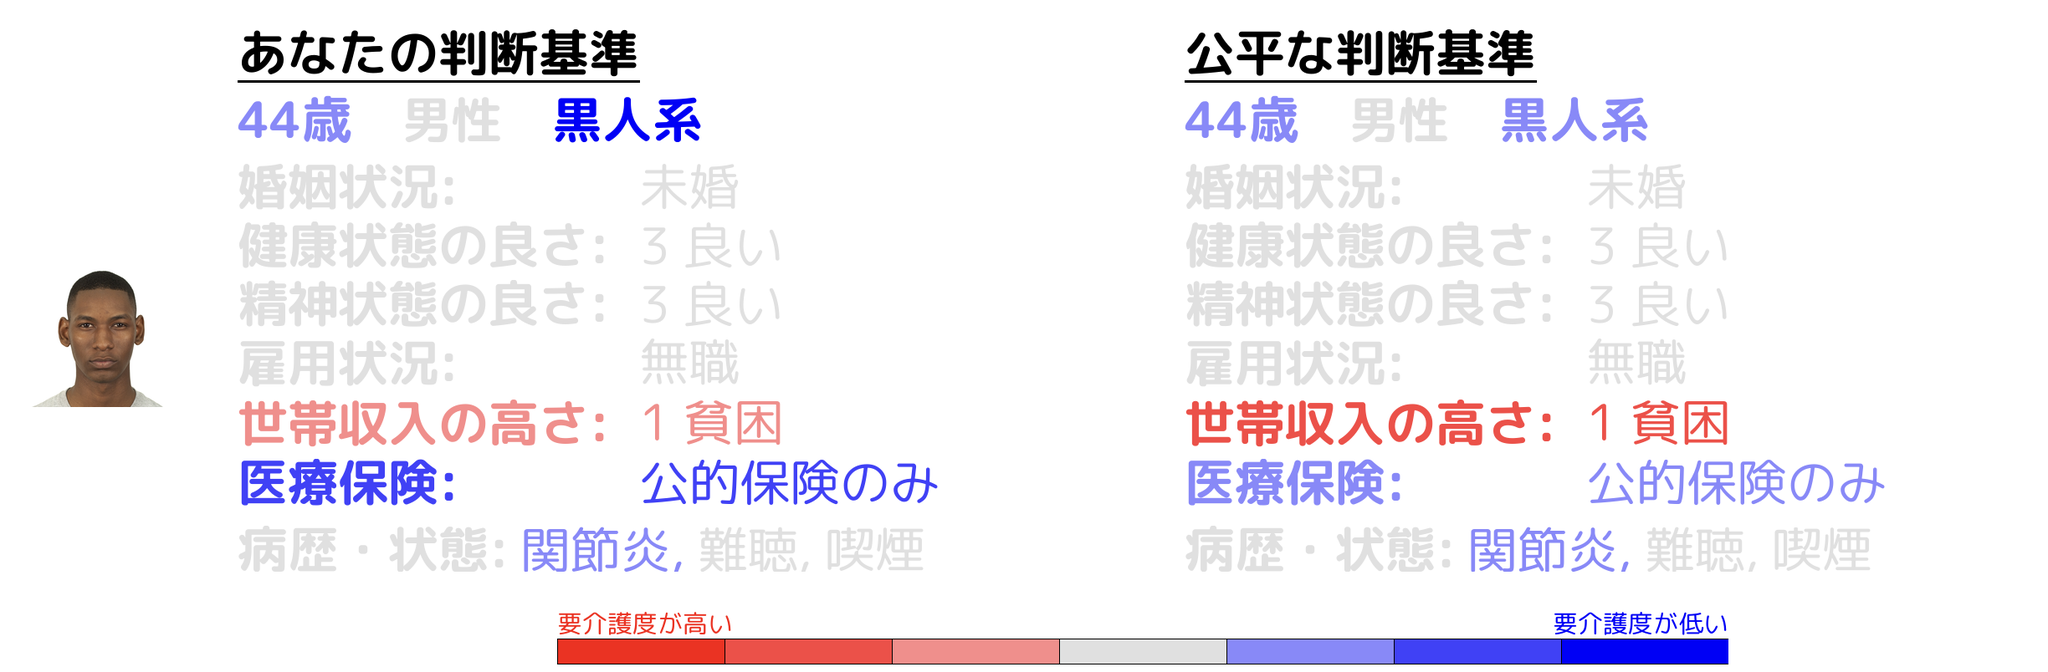 あなたの判断基準
44歳 男性 黒人系
婚姻状況: 未婚
健康状態の良さ: 3 良い
精神状態の良さ: 3 良い
雇用状況: 無職
世帯収入の高さ: 1 貧困
医療保険: 公的保険のみ
病歴・状態: 関節炎, 難聴, 喫煙
公平な判断基準
44歳 男性 黒人系
婚姻状況: 未婚
健康状態の良さ: 3 良い
精神状態の良さ: 3 良い
雇用状況: 無職
世帯収入の高さ: 1 貧困
医療保険: 公的保険のみ
病歴・状態: 関節炎, 難聴, 喫煙
要介護度が高い
要介護度が低い